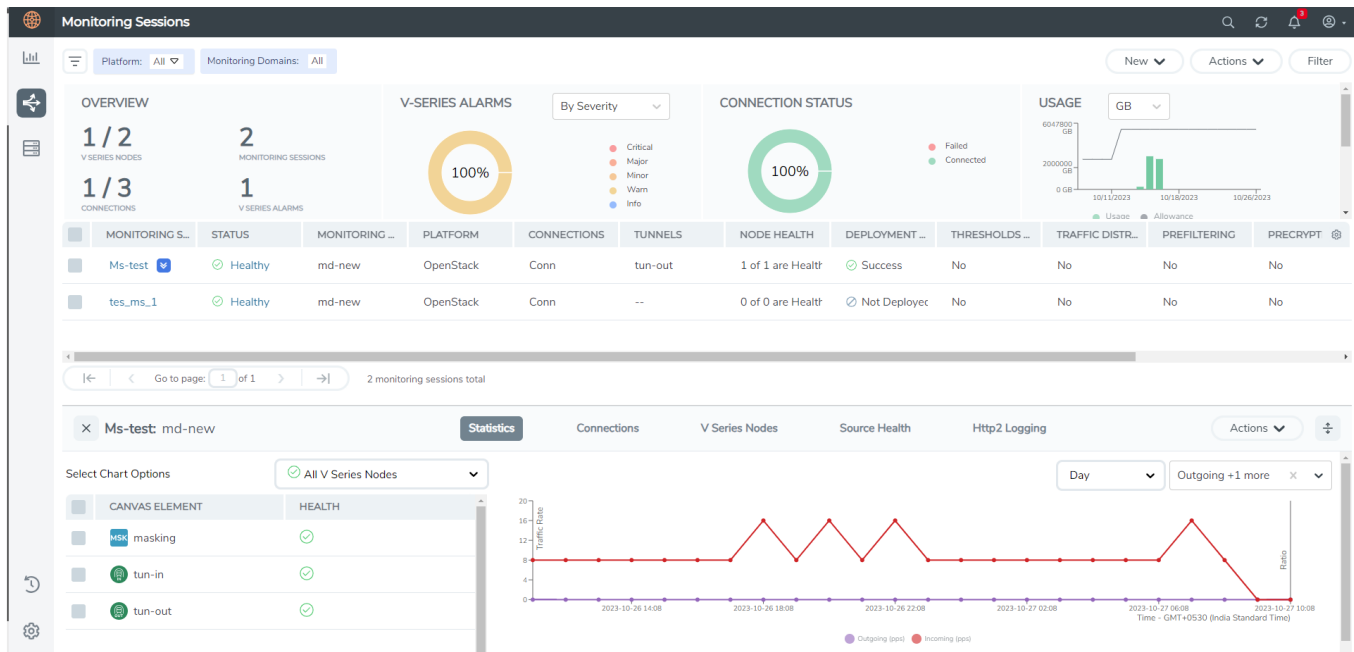 Monitoring Sessions
3
Platform: All
Monitoring Domains: All
New
Actions
Filter
OVERVIEW
1 / 2
V SERIES NODES
2
MONITORING SESSIONS
1 / 3
CONNECTIONS
1
V SERIES ALARMS
V-SERIES ALARMS
By Severity
100%
Critical
Major
Minor
Warn
Info
CONNECTION STATUS
100%
Failed
Connected
USAGE
GB
6047800
GB
2000000
GB
0 GB
10/11/2023 10/18/2023 10/26/2023
Usage Allowance
MONITORING S... STATUS MONITORING ... PLATFORM CONNECTIONS TUNNELS NODE HEALTH DEPLOYMENT ... THRESHOLDS ... TRAFFIC DISTR... PREFILTERING PRECRYPT
Ms-test Healthy md-new OpenStack Conn tun-out 1 of 1 are Health Success No No No No
tes_ms_1 Healthy md-new OpenStack Conn -- 0 of 0 are Health Not Deployed No No No No
Go to page: 1 of 1
2 monitoring sessions total
Ms-test: md-new
Statistics
Connections
V Series Nodes
Source Health
Http2 Logging
Actions
Select Chart Options
All V Series Nodes
CANVAS ELEMENT HEALTH
MSK masking
tun-in
tun-out
Day
Outgoing +1 more
20
16
12
8
4
0
Traffic Rate
Ratio
2023-10-26 14:08 2023-10-26 18:08 2023-10-26 22:08 2023-10-27 02:08 2023-10-27 06:08 2023-10-27 10:08
Time - GMT+0530 (India Standard Time)
Outgoing (pps) Incoming (pps)